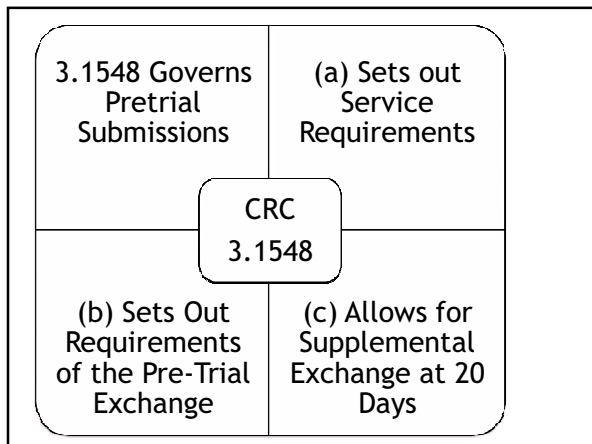 3.1548 Governs
Pretrial
Submissions
(a) Sets out
Service
Requirements
CRC
3.1548
(b) Sets Out
Requirements
of the Pre-Trial
Exchange
(c) Allows for
Supplemental
Exchange at 20
Days